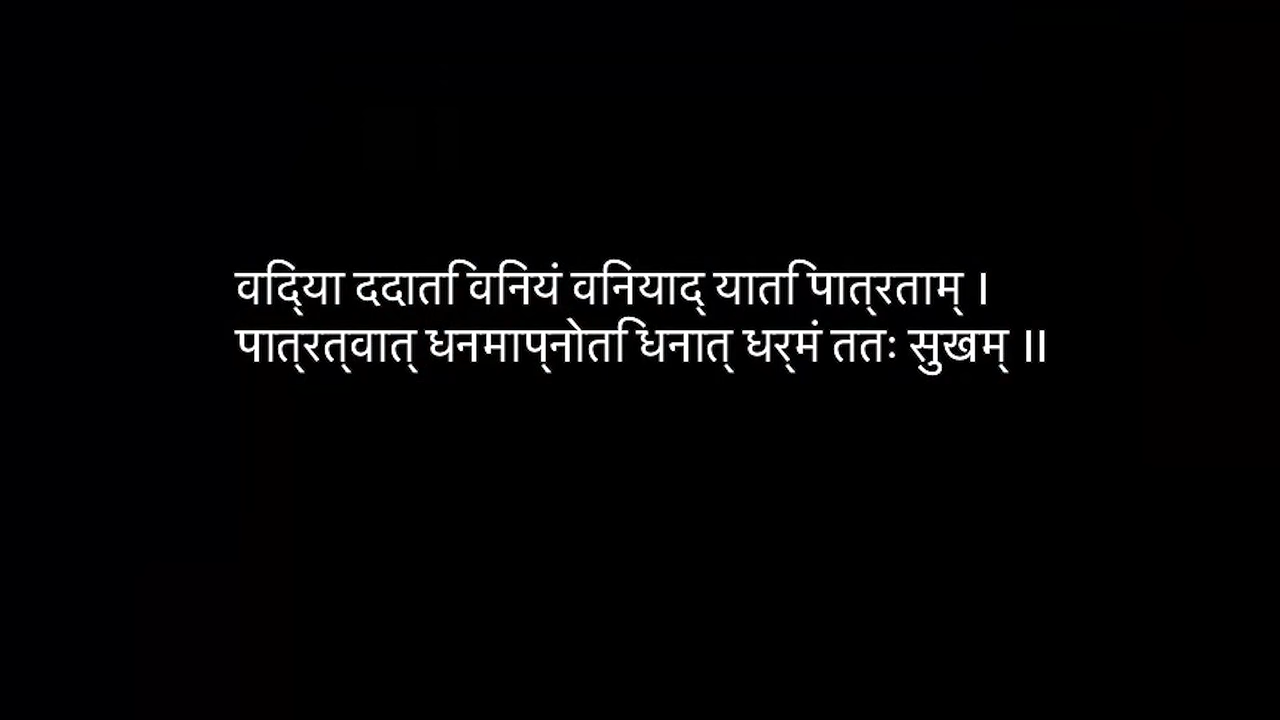 विद्या ददाति विनयं विनयाद् याति पात्रताम् ।
पात्रत्वात् धनमाप्नोति धनात् धर्मं ततः सुखम् ॥